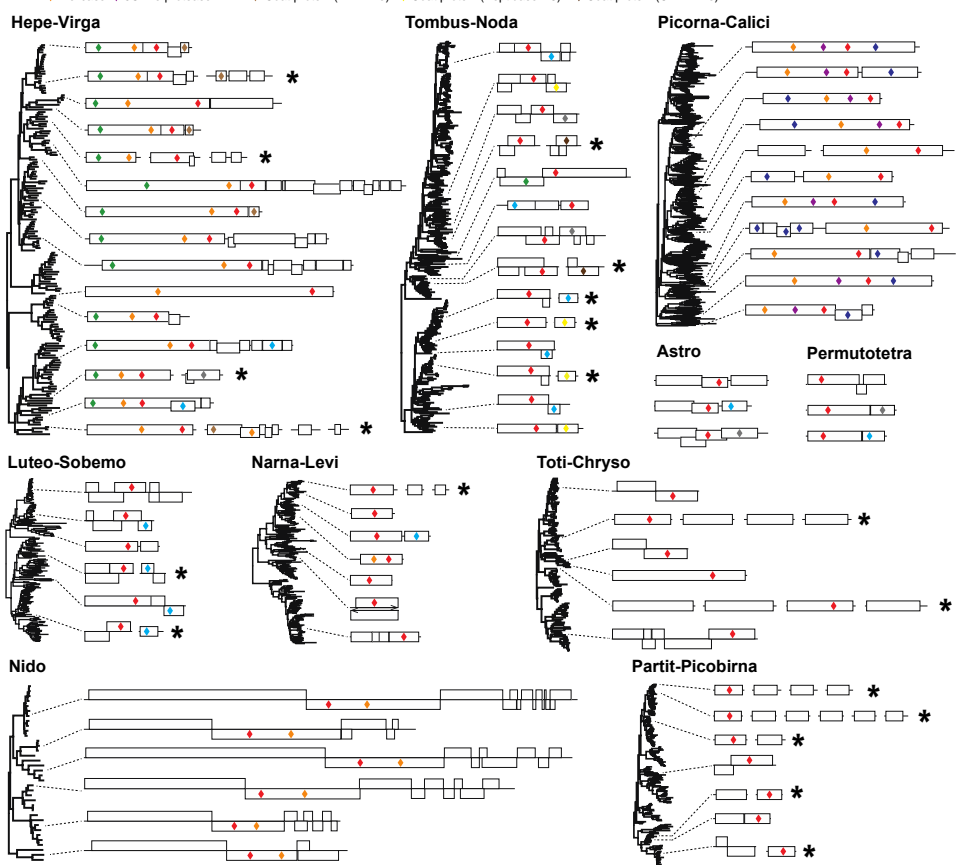 Hepe-Virga
Tombus-Noda
Picorna-Calici
*
*
*
*
*
*
*
*
*
Astro
Permutotetra
Luteo-Sobemo
Narna-Levi
Toti-Chryso
*
*
*
*
*
Nido
Partit-Picobirna
*
*
*
*
*